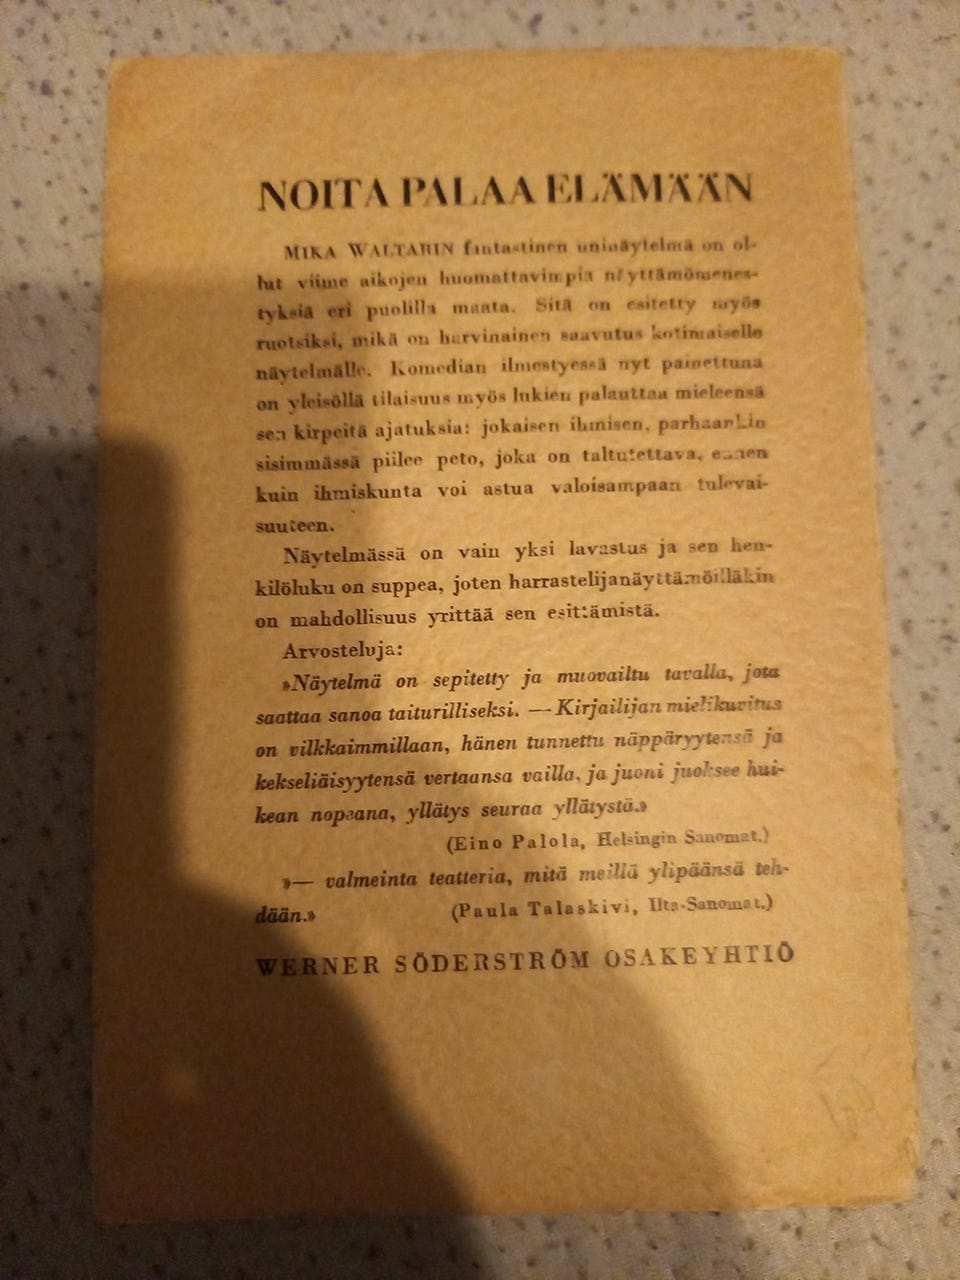 NOITA PALAA ELÄMÄÄN
MIKA WALTARIN fantastinen uninäytelmä on ol-
lut viime aikojen huomattavimpia näyttämömenes-
tyksiä eri puolilla maata. Sitä on esitetty myös
ruotsiksi, mikä on harvinainen saavutus kotimaiselle
näytelmälle. Komedian ilmestyessä nyt painettuna
on yleisöllä tilaisuus myös lukien palauttaa mieleensä
sen kirpeitä ajatuksia: jokaisen ihmisen, parhaankin
sisimmässä piilee peto, joka on taltutettava, ennen
kuin ihmiskunta voi astua valoisampaan tulevai-
suuteen.
Näytelmässä on vain yksi lavastus ja sen hen-
kilöluku on suppea, joten harrastelijanäyttämöilläkin
on mahdollisuus yrittää sen esittämistä.
Arvosteluja:
»Näytelmä on sepitetty ja muovailtu tavalla, jota
saattaa sanoa taiturilliseksi. — Kirjailijan mielikuvitus
on vilkkaimmillaan, hänen tunnettu näppäryytensä ja
kekseliäisyytensä vertaansa vailla, ja juoni juoksee hui-
kean nopeana, yllätys seuraa yllätystä.»
(Eino Palola, Helsingin Sanomat.)
»— valmeinta teatteria, mitä meillä ylipäänsä teh-
dään.» (Paula Talaskivi, Ilta-Sanomat.)
WERNER SÖDERSTRÖM OSAKEYHTIÖ